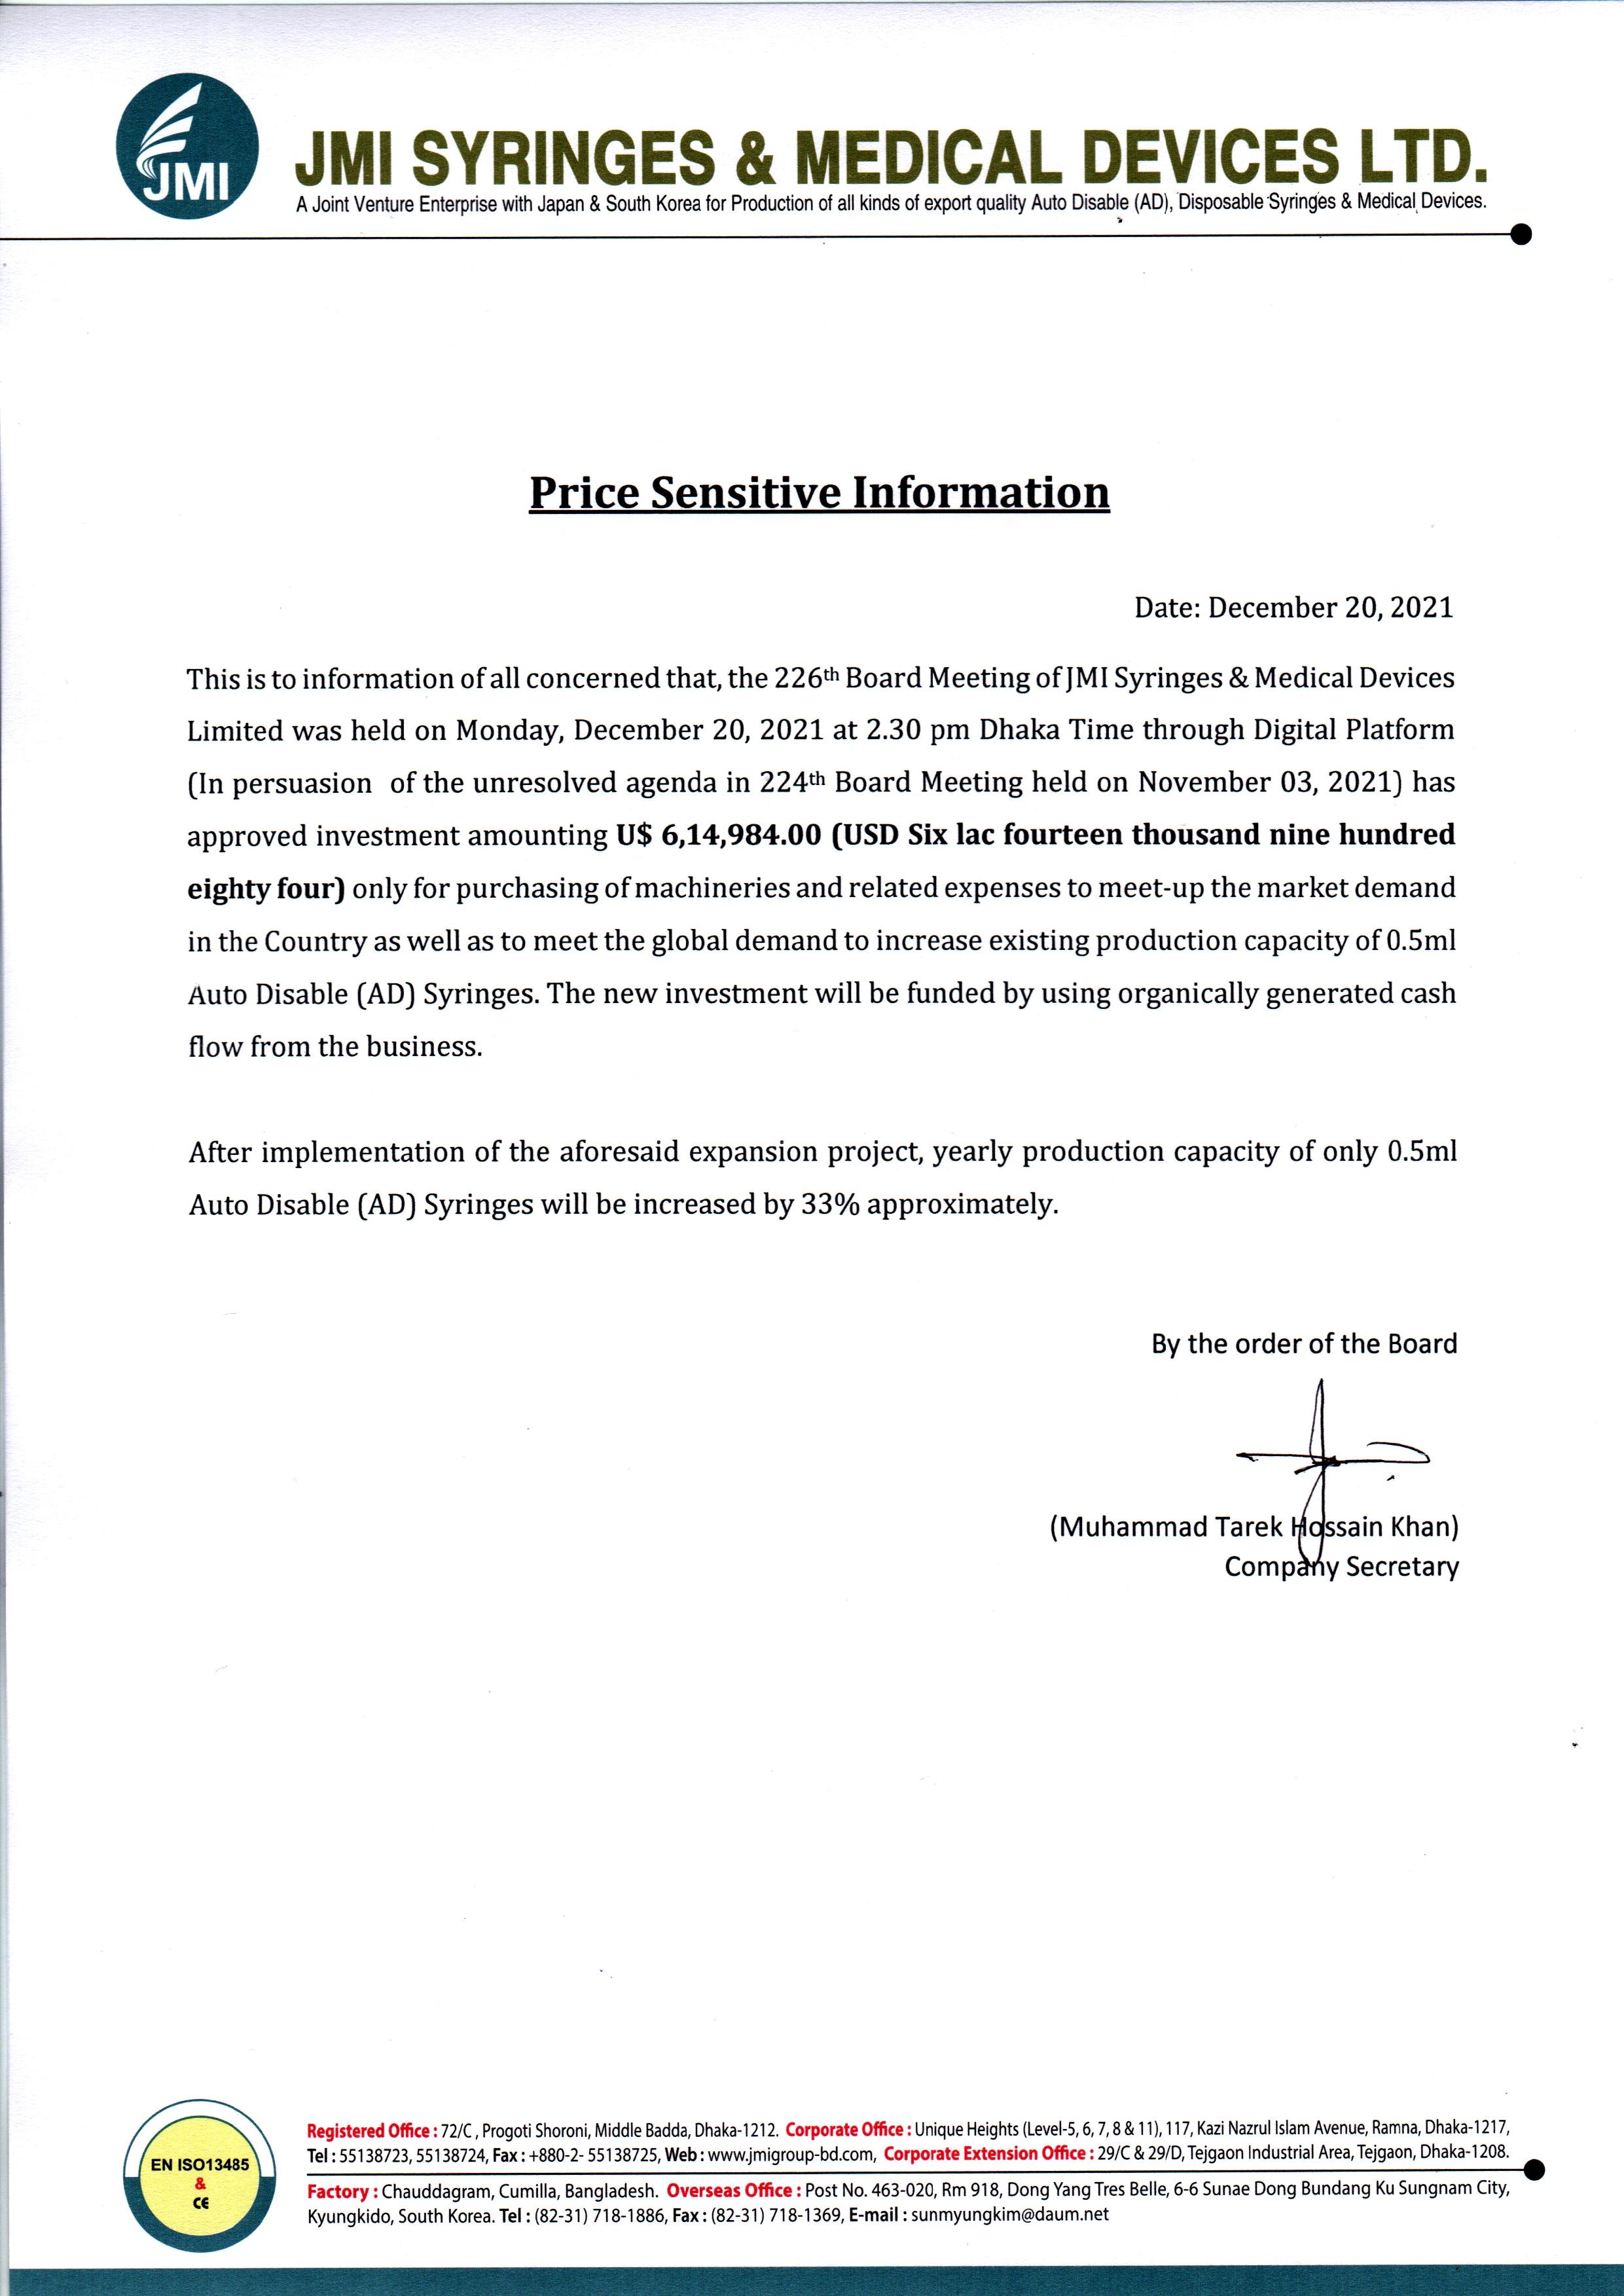 JMI
JMI SYRINGES & MEDICAL DEVICES LTD.
A Joint Venture Enterprise with Japan & South Korea for Production of all kinds of export quality Auto Disable (AD), Disposable Syringes & Medical Devices.
Price Sensitive Information
Date: December 20, 2021
This is to information of all concerned that, the 226th Board Meeting of JMI Syringes & Medical Devices
Limited was held on Monday, December 20, 2021 at 2.30 pm Dhaka Time through Digital Platform
(In persuasion of the unresolved agenda in 224th Board Meeting held on November 03, 2021) has
approved investment amounting U$ 6,14,984.00 (USD Six lac fourteen thousand nine hundred
eighty four) only for purchasing of machineries and related expenses to meet-up the market demand
in the Country as well as to meet the global demand to increase existing production capacity of 0.5ml
Auto Disable (AD) Syringes. The new investment will be funded by using organically generated cash
flow from the business.
After implementation of the aforesaid expansion project, yearly production capacity of only 0.5ml
Auto Disable (AD) Syringes will be increased by 33% approximately.
By the order of the Board
(Muhammad Tarek Hossain Khan)
Company Secretary
EN ISO13485
&
CE
Registered Office : 72/C , Progoti Shoroni, Middle Badda, Dhaka-1212. Corporate Office : Unique Heights (Level-5, 6, 7, 8 & 11), 117, Kazi Nazrul Islam Avenue, Ramna, Dhaka-1217,
Tel : 55138723, 55138724, Fax : +880-2- 55138725, Web : www.jmigroup-bd.com, Corporate Extension Office : 29/C & 29/D, Tejgaon Industrial Area, Tejgaon, Dhaka-1208.
Factory : Chauddagram, Cumilla, Bangladesh. Overseas Office : Post No. 463-020, Rm 918, Dong Yang Tres Belle, 6-6 Sunae Dong Bundang Ku Sungnam City,
Kyungkido, South Korea. Tel : (82-31) 718-1886, Fax : (82-31) 718-1369, E-mail : sunmyungkim@daum.net